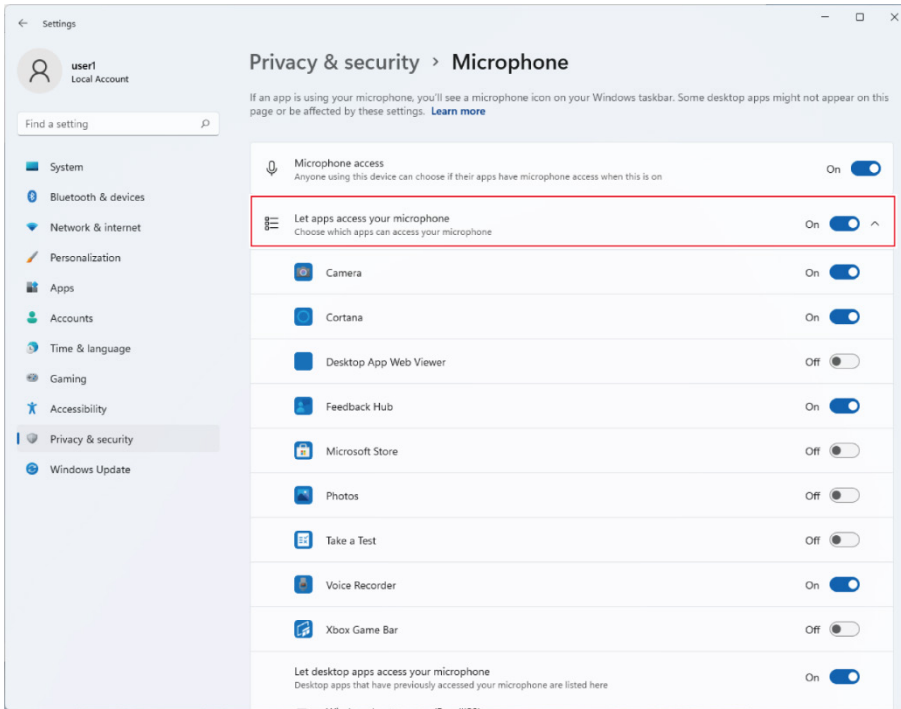 Settings
user1
Local Account
Find a setting
System
Bluetooth & devices
Network & internet
Personalization
Apps
Accounts
Time & language
Gaming
Accessibility
Privacy & security
Windows Update
Privacy & security > Microphone
If an app is using your microphone, you'll see a microphone icon on your Windows taskbar. Some desktop apps might not appear on this
page or be affected by these settings. Learn more
Microphone access
Anyone using this device can choose if their apps have microphone access when this is on
On
Let apps access your microphone
Choose which apps can access your microphone
On
Camera On
Cortana On
Desktop App Web Viewer Off
Feedback Hub On
Microsoft Store Off
Photos Off
Take a Test Off
Voice Recorder On
Xbox Game Bar Off
Let desktop apps access your microphone
Desktop apps that have previously accessed your microphone are listed here
On